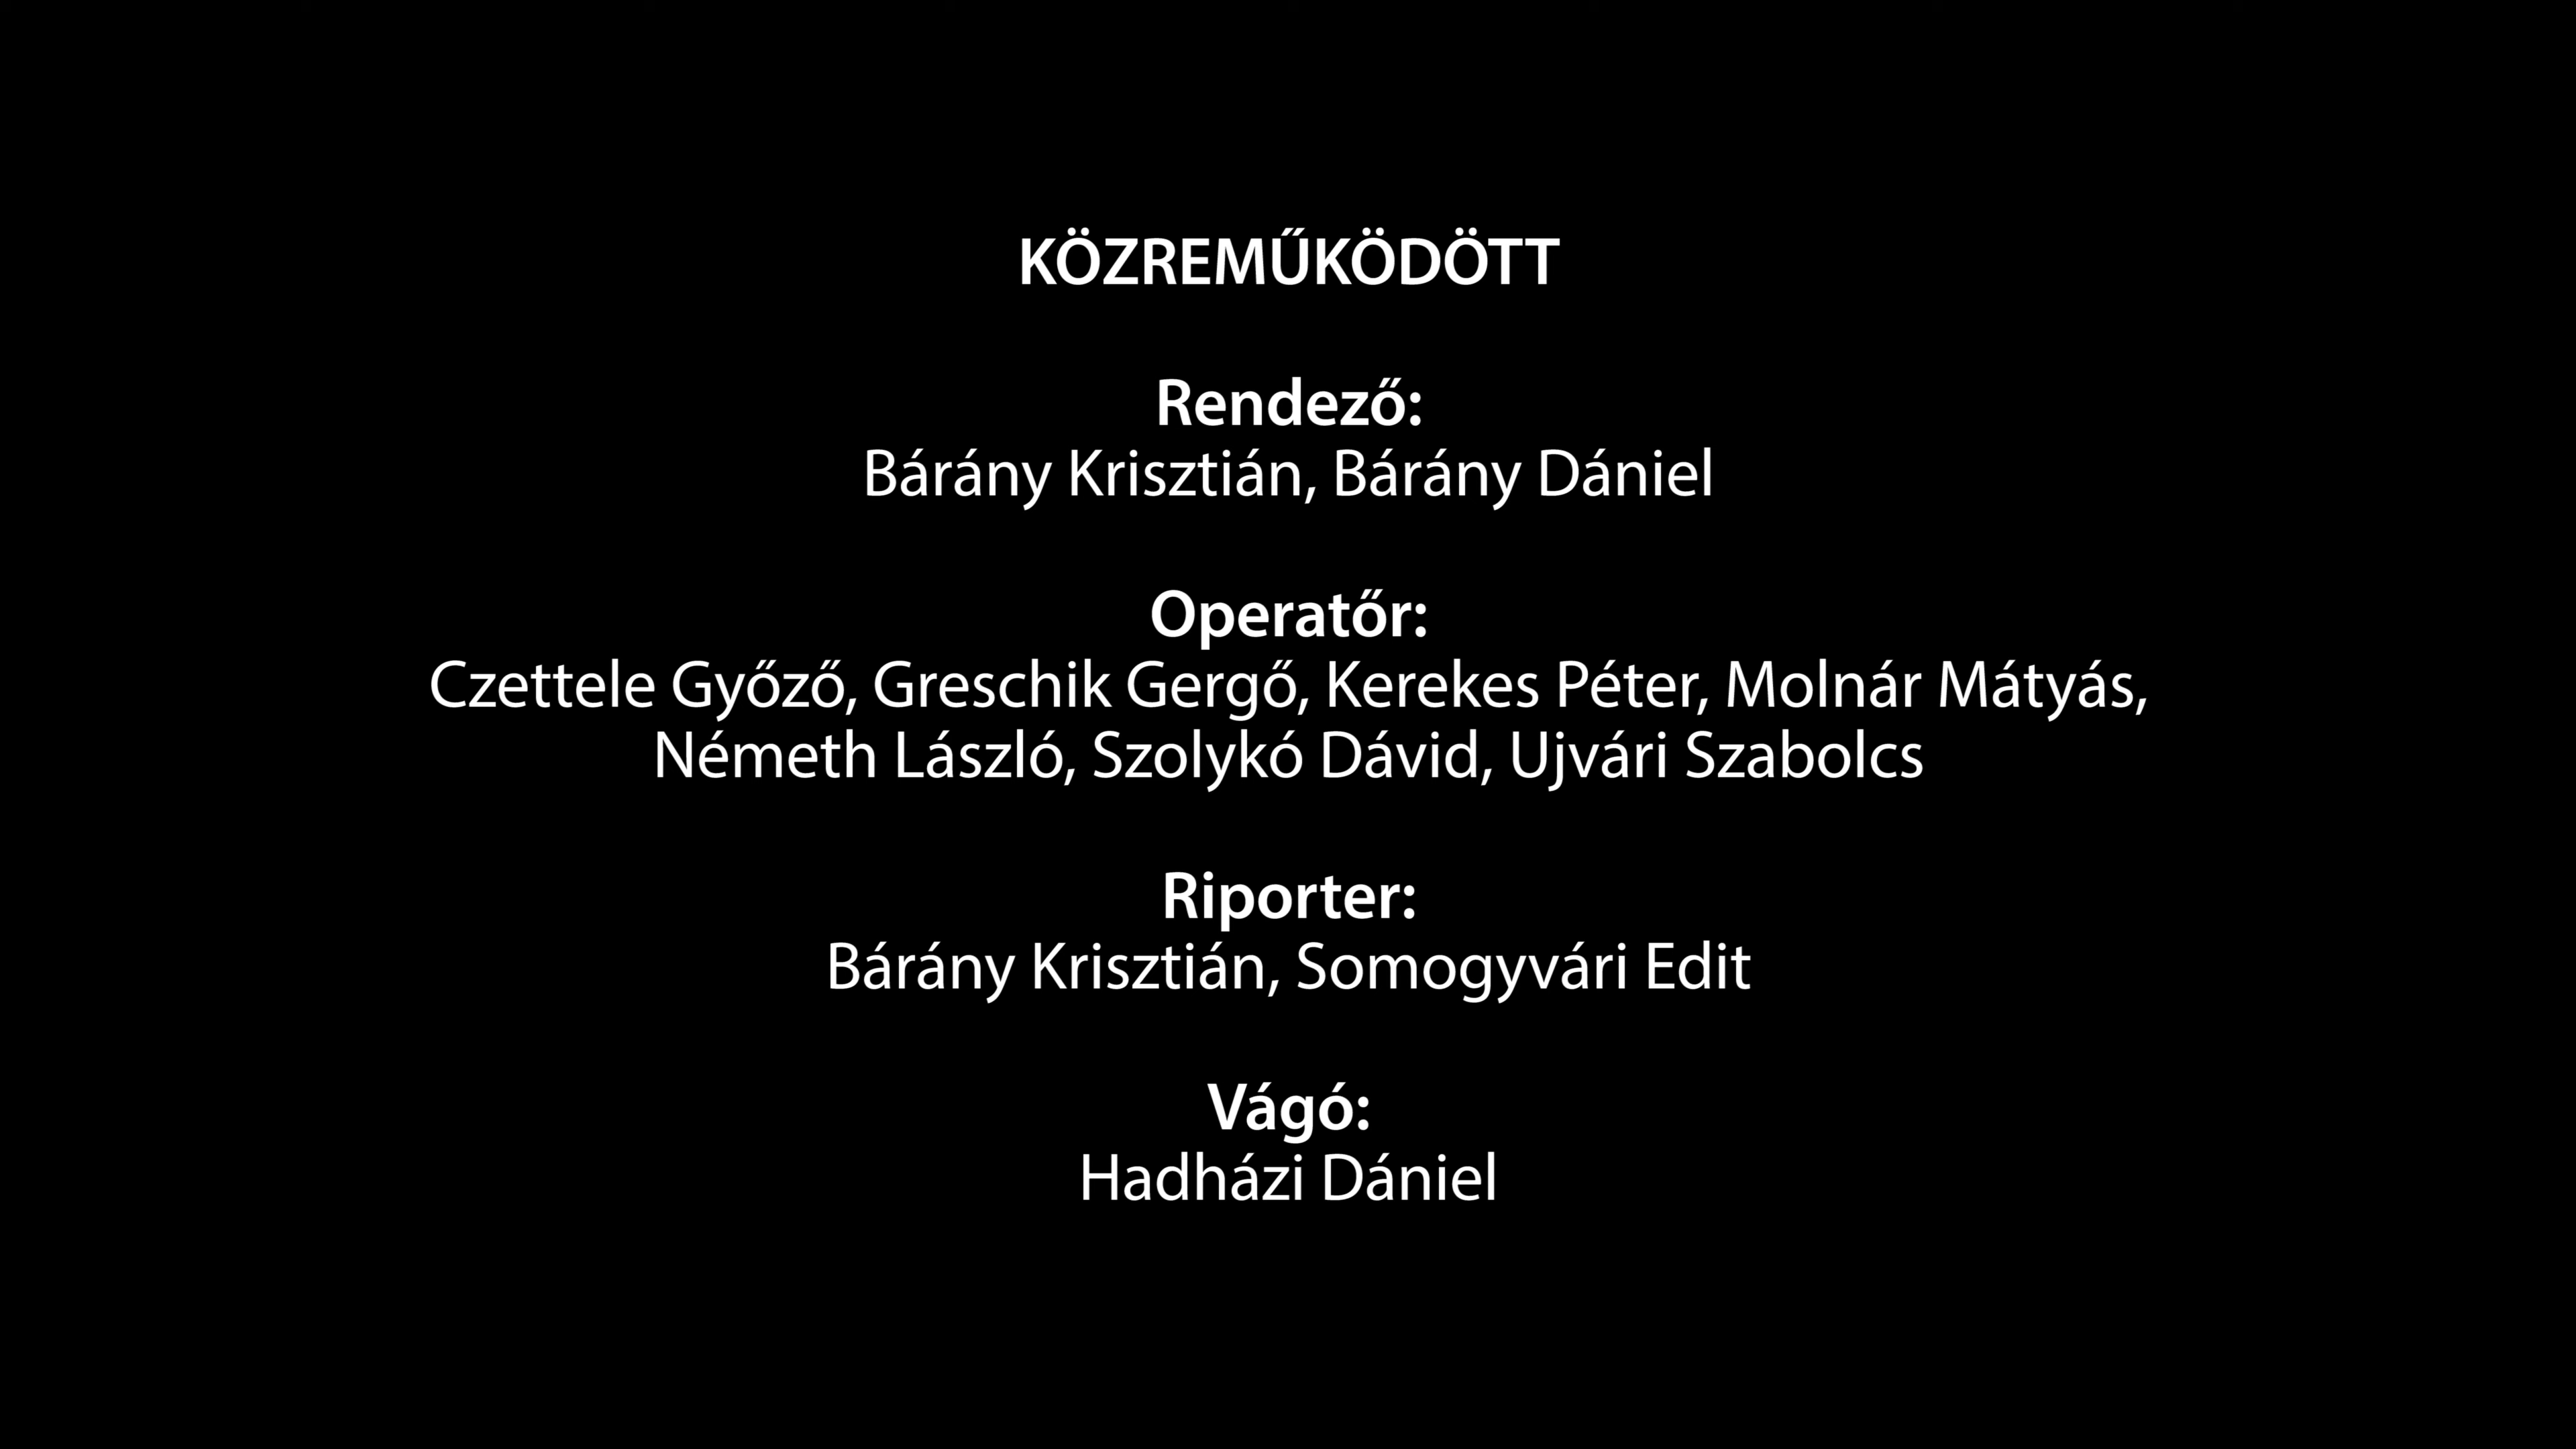 KÖZREMŰKÖDÖTT
Rendező:
Bárány Krisztián, Bárány Dániel
Operatőr:
Czettele Győző, Greschik Gergő, Kerekes Péter, Molnár Mátyás,
Németh László, Szolykó Dávid, Ujvári Szabolcs
Riporter:
Bárány Krisztián, Somogyvári Edit
Vágó:
Hadházi Dániel